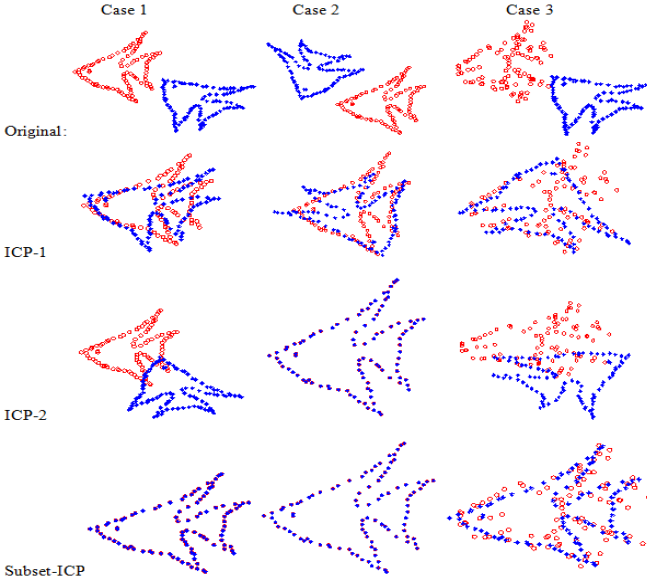 Case 1 Case 2 Case 3
Original:
ICP-1
ICP-2
Subset-ICP